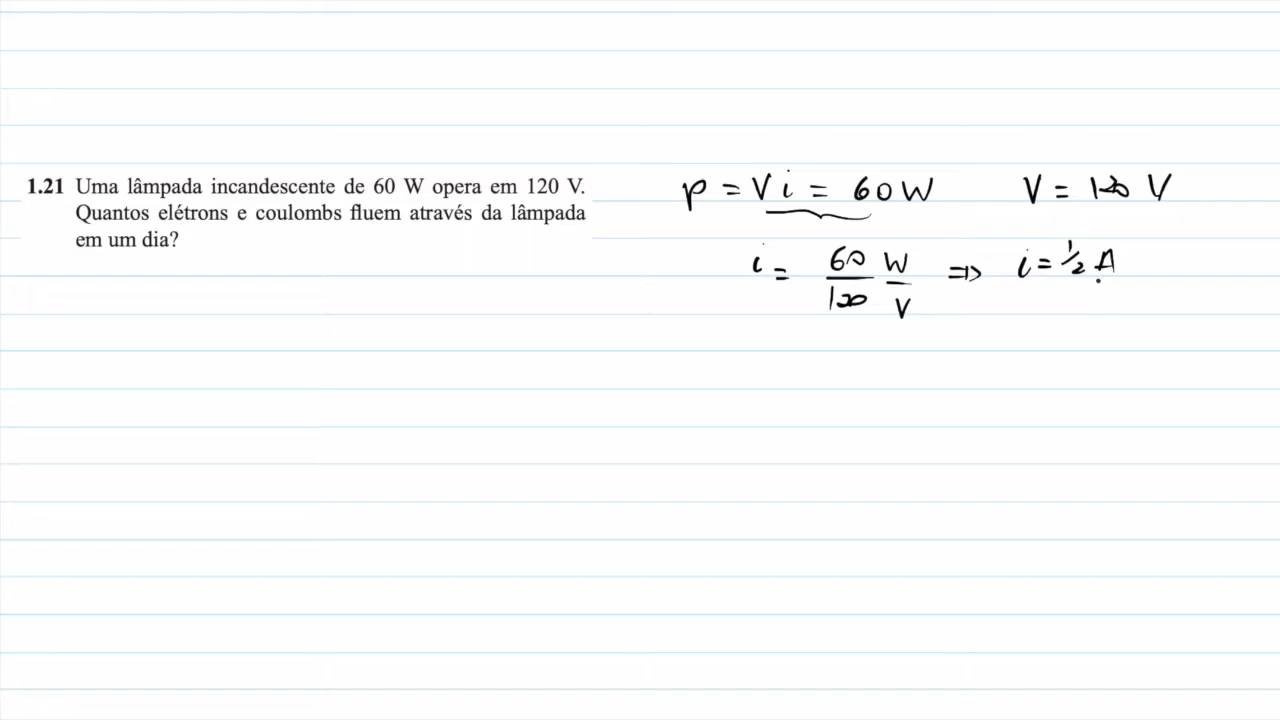 1.21 Uma lâmpada incandescente de 60 W opera em 120 V.
Quantos elétrons e coulombs fluem através da lâmpada
em um dia?
p = V i = 60 W V = 120 V
i = 60/120 W/V ⇒ i = 1/2 A